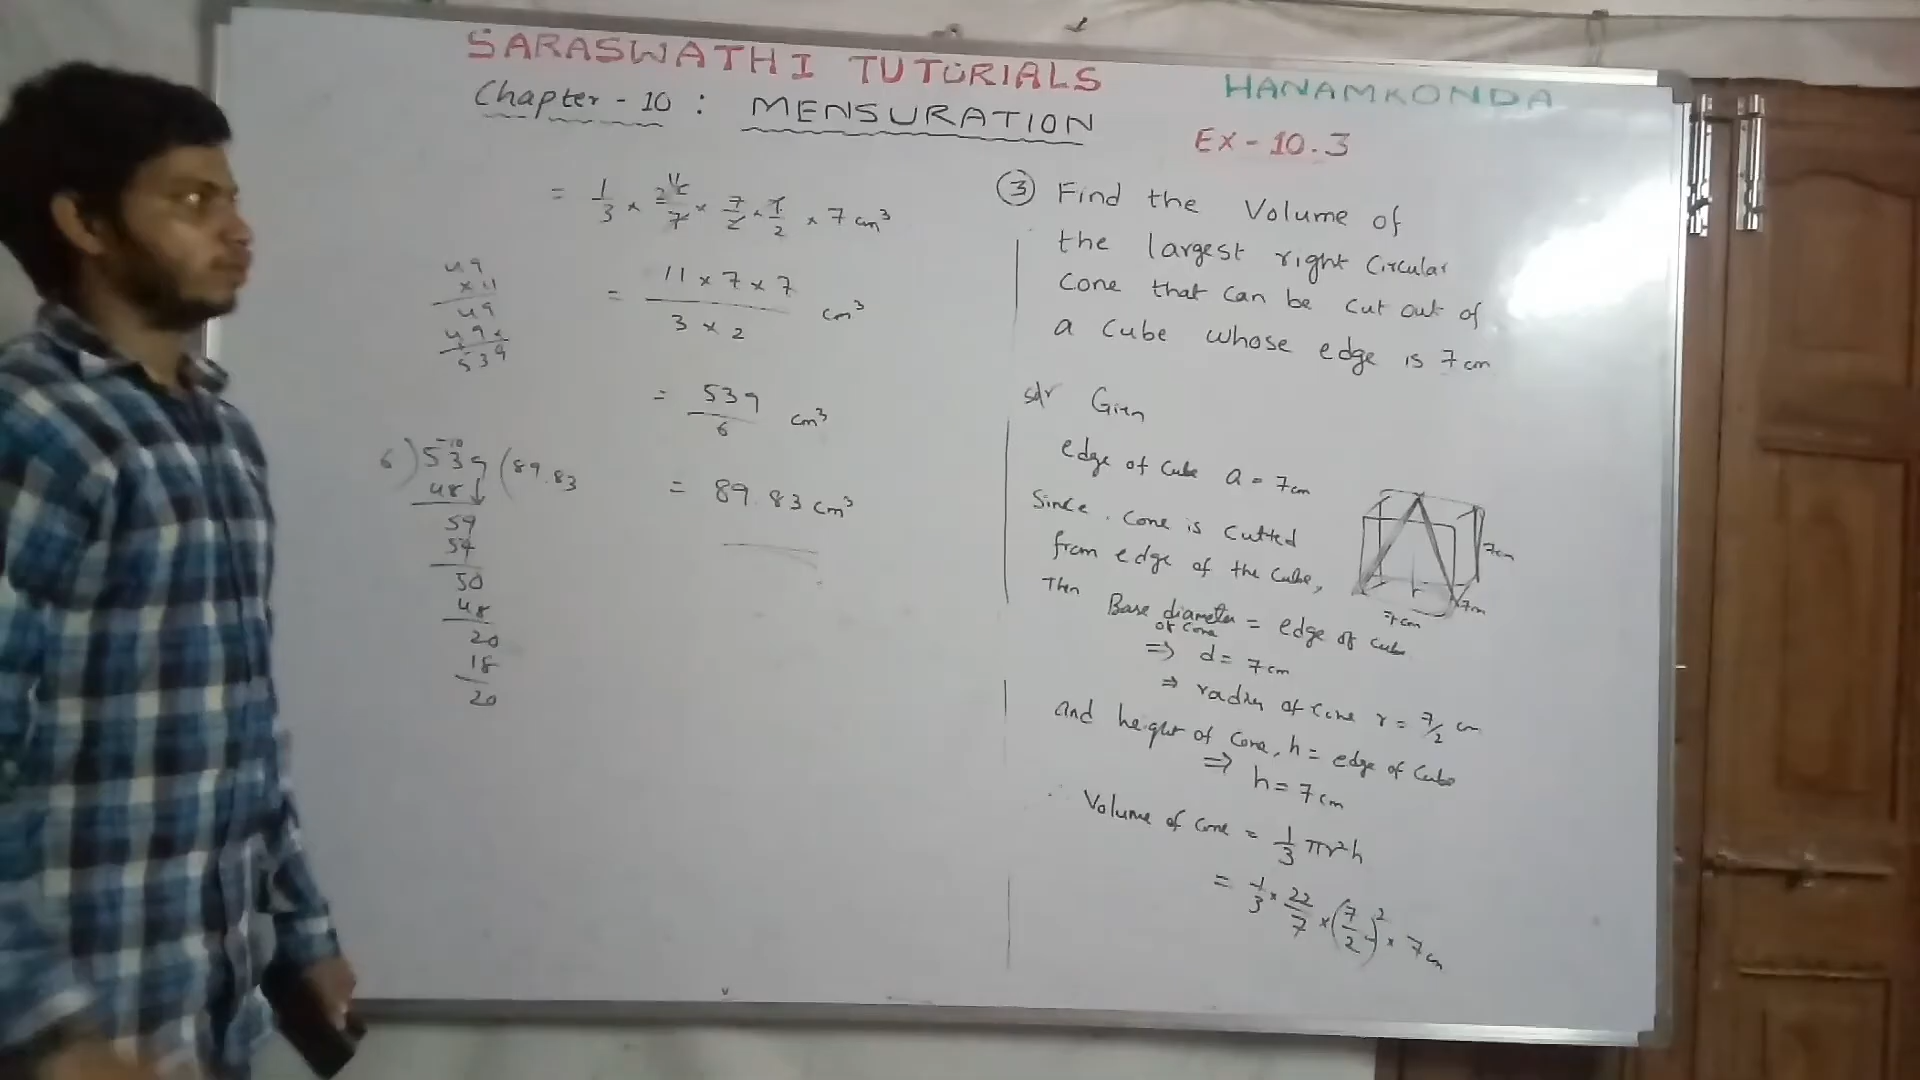 SARASWATHI TUTORIALS HANAMKONDA
Chapter - 10 : MENSURATION
EX - 10.3
③ Find the Volume of
the largest right Circular
Cone that can be cut out of
a Cube whose edge is 7 cm
Given
edge of Cube a = 7cm
Since, Cone is Cutted
from edge of the Cube,
Then
Base diameter = edge of Cube
of Cone
⇒ d = 7cm
⇒ radius of Cone r = 7/2 cm
and height of Cone, h = edge of Cube
⇒ h = 7cm
∴ Volume of Cone = 1/3 πr²h
= 1/3 × 22/7 × (7/2)² × 7 cm
7cm
7cm
7cm
r
= 1/3 × 22/7 × 7/2 × 7/2 × 7 cm³
= 11 × 7 × 7 / 3 × 2 cm³
= 539/6 cm³
= 89.83 cm³
49
× 11
49
49×
539
6 ) 539 ( 89.83
48
59
54
50
48
20
18
20